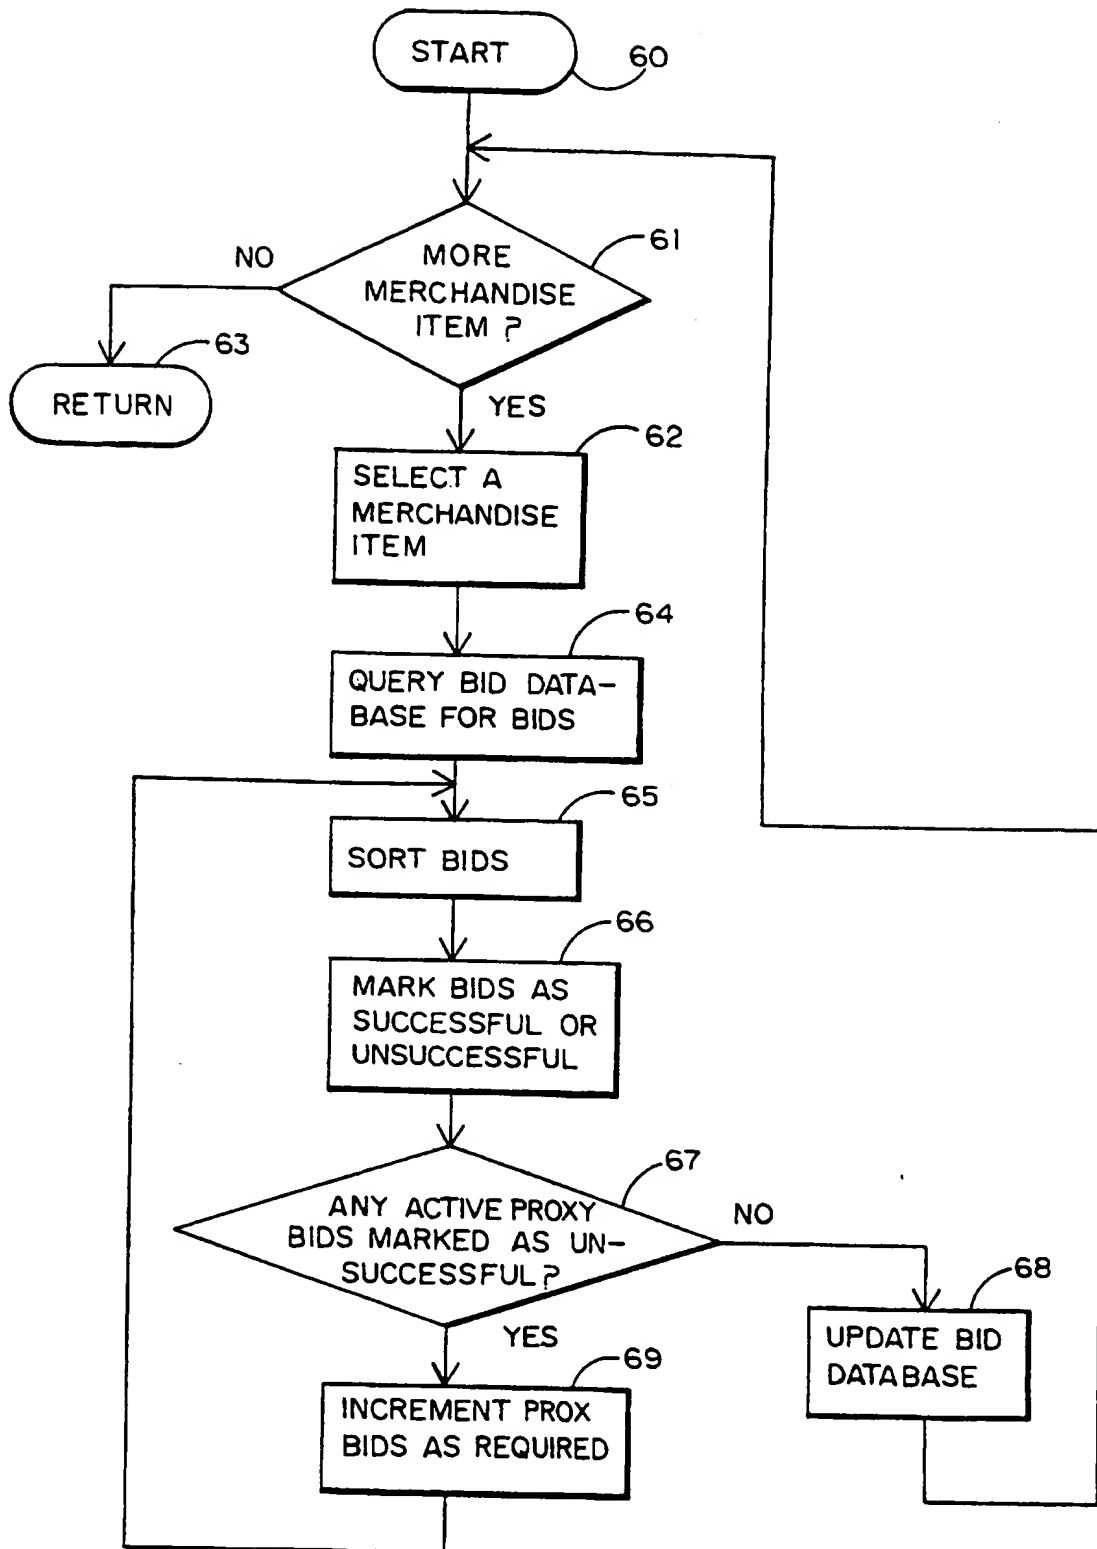 START
60
MORE
MERCHANDISE
ITEM ?
61
NO
63
RETURN
YES
62
SELECT A
MERCHANDISE
ITEM
64
QUERY BID DATA-
BASE FOR BIDS
65
SORT BIDS
66
MARK BIDS AS
SUCCESSFUL OR
UNSUCCESSFUL
67
ANY ACTIVE PROXY
BIDS MARKED AS UN-
SUCCESSFUL?
NO
68
UPDATE BID
DATABASE
YES
69
INCREMENT PROX
BIDS AS REQUIRED